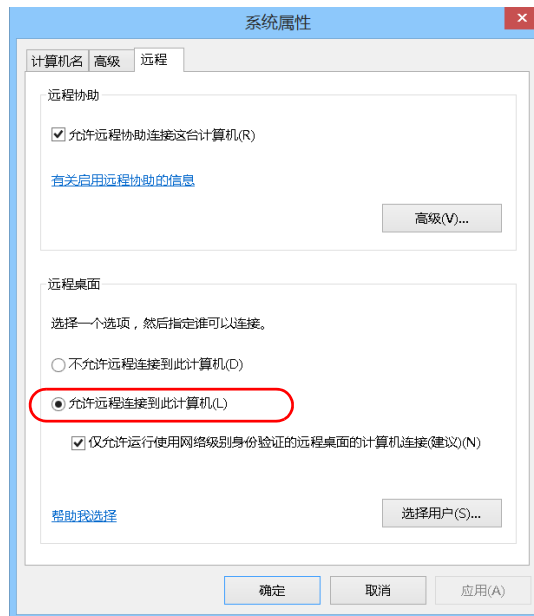 系统属性
计算机名 高级 远程
远程协助
允许远程协助连接这台计算机(R)
有关启用远程协助的信息
高级(V)...
远程桌面
选择一个选项，然后指定谁可以连接。
不允许远程连接到此计算机(D)
允许远程连接到此计算机(L)
仅允许运行使用网络级别身份验证的远程桌面的计算机连接(建议)(N)
帮助我选择 选择用户(S)...
确定 取消 应用(A)